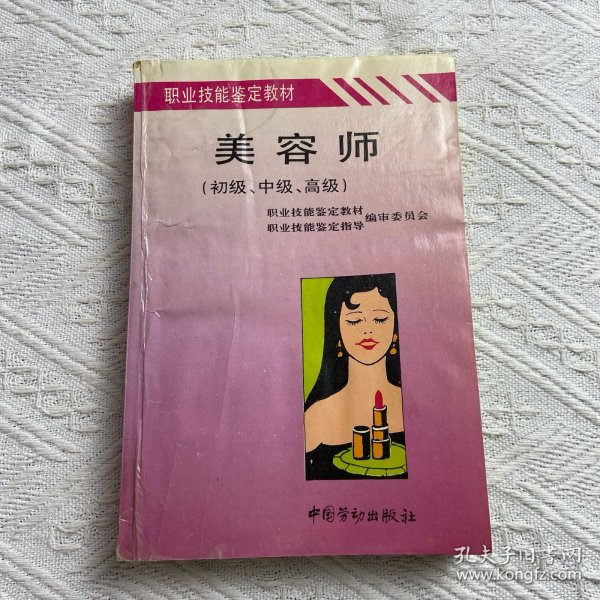 职业技能鉴定教材
美容师
(初级、中级、高级)
职业技能鉴定教材
职业技能鉴定指导 编审委员会
中国劳动出版社
孔夫子旧书网
www.kongfz.com